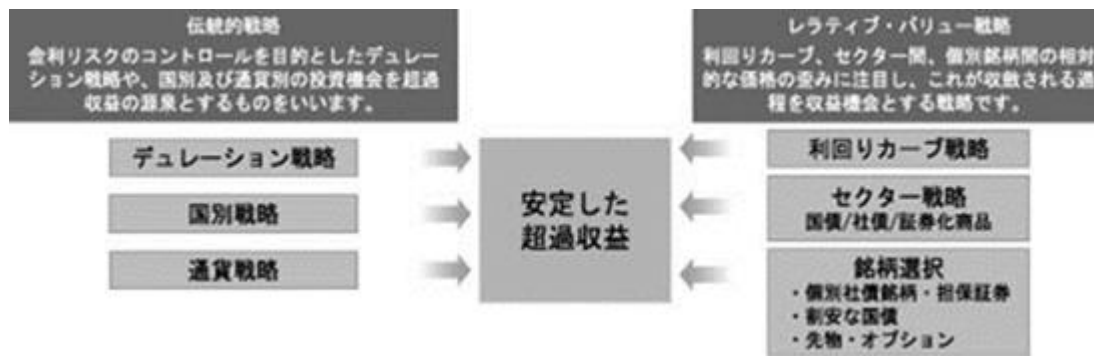 伝統的戦略
金利リスクのコントロールを目的としたデュレー
ション戦略や、国別及び通貨別の投資機会を超過
収益の源泉とするものをいいます。
デュレーション戦略
国別戦略
通貨戦略
安定した
超過収益
レラティブ・バリュー戦略
利回りカーブ、セクター間、個別銘柄間の相対
的な価格の歪みに注目し、これが収斂される過
程を収益機会とする戦略です。
利回りカーブ戦略
セクター戦略
国債/社債/証券化商品
銘柄選択
・個別社債銘柄・担保証券
・割安な国債
・先物・オプション